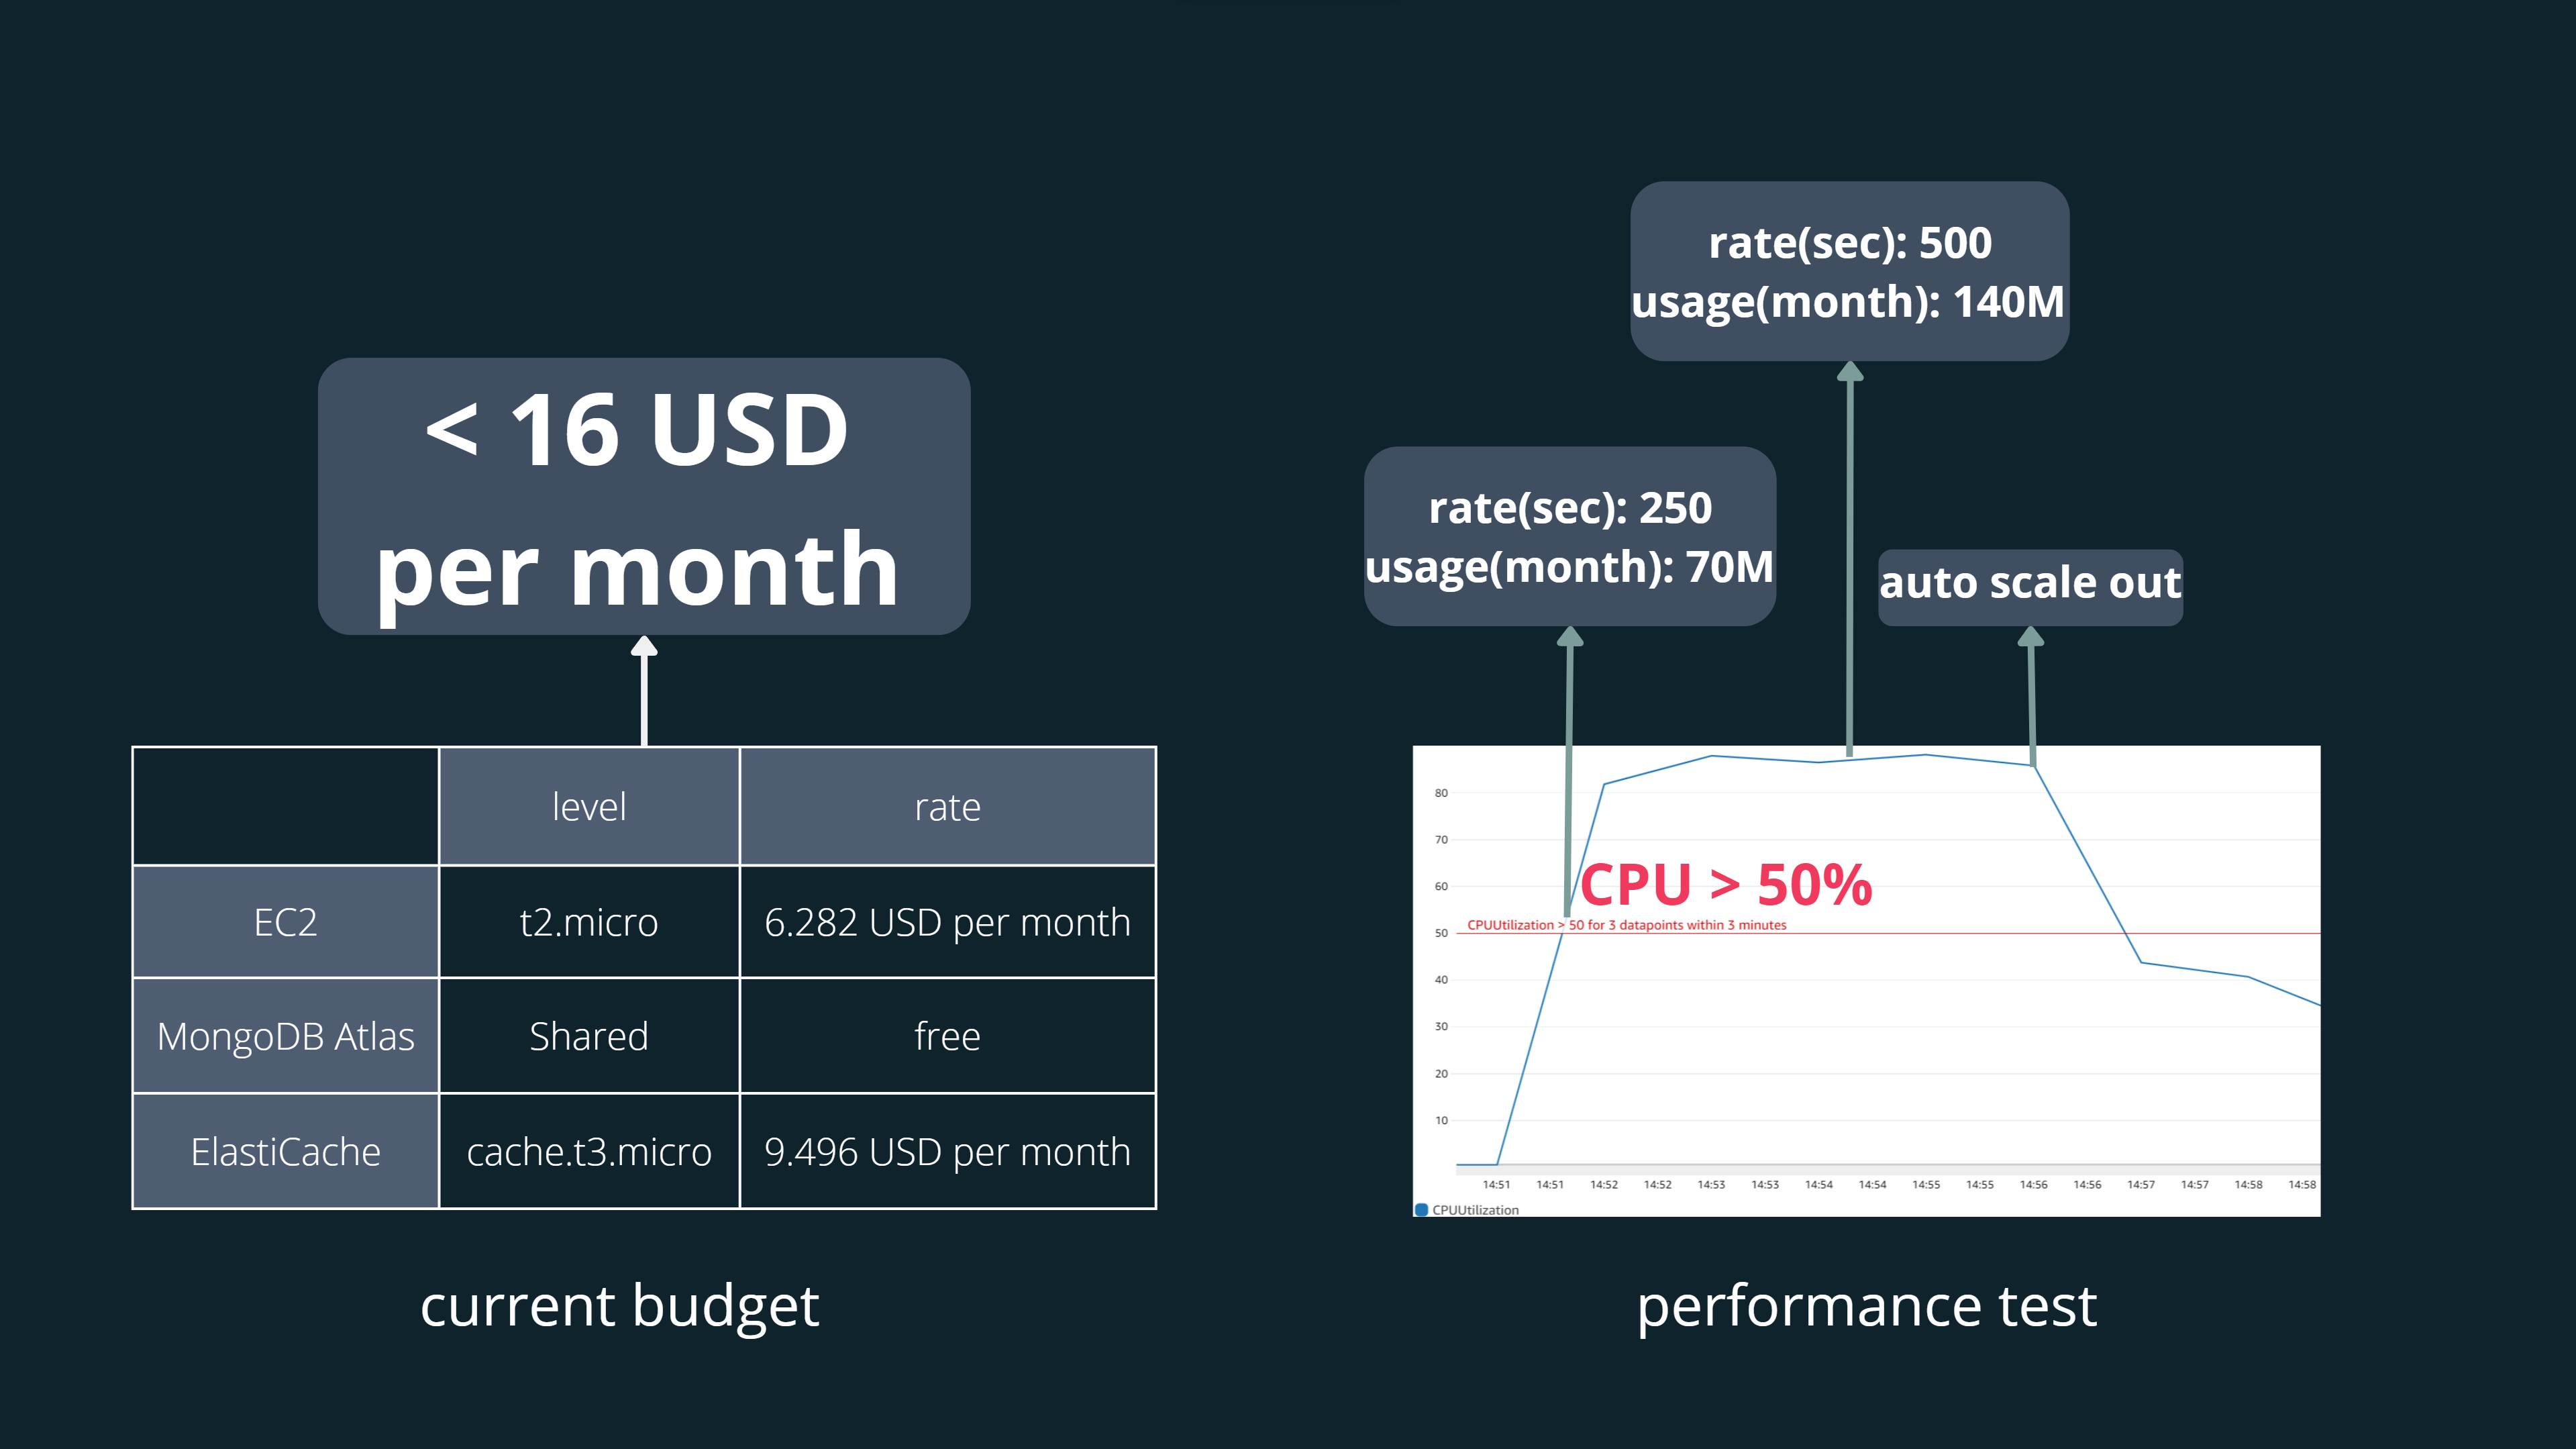 < 16 USD
per month
level rate
EC2 t2.micro 6.282 USD per month
MongoDB Atlas Shared free
ElastiCache cache.t3.micro 9.496 USD per month
current budget
rate(sec): 500
usage(month): 140M
rate(sec): 250
usage(month): 70M
auto scale out
80
70
CPU > 50%
60
CPUUtilization > 50 for 3 datapoints within 3 minutes
50
40
30
20
10
14:51 14:51 14:52 14:52 14:53 14:53 14:54 14:54 14:55 14:55 14:56 14:56 14:57 14:57 14:58 14:58
CPUUtilization
performance test